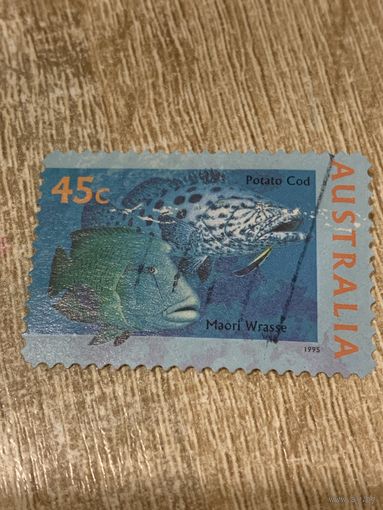 45c
Potato Cod
AUSTRALIA
Maori Wrasse
1995